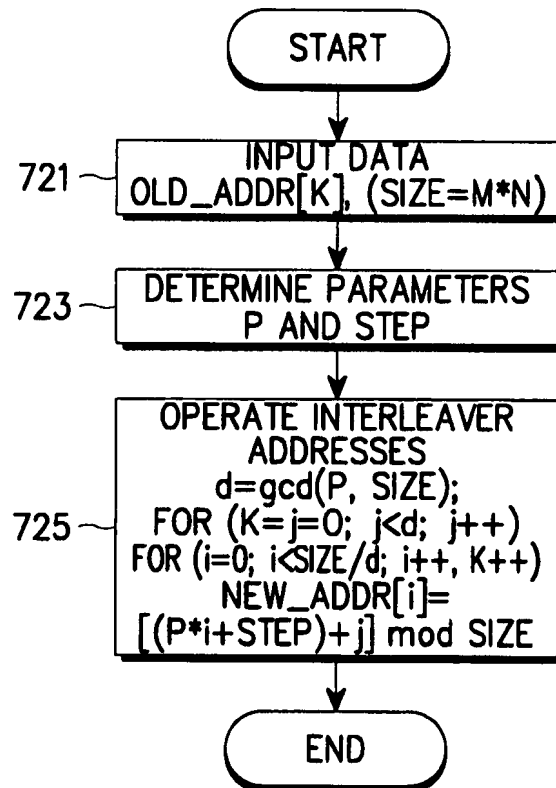 START
721
INPUT DATA
OLD_ADDR[K], (SIZE=M*N)
723
DETERMINE PARAMETERS
P AND STEP
725
OPERATE INTERLEAVER
ADDRESSES
d=gcd(P, SIZE);
FOR (K=j=0; j<d; j++)
FOR (i=0; i<SIZE/d; i++, K++)
NEW_ADDR[i]=
[(P*i+STEP)+j] mod SIZE
END